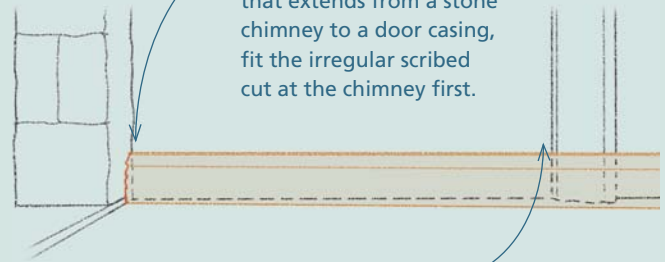 that extends from a stone
chimney to a door casing,
fit the irregular scribed
cut at the chimney first.